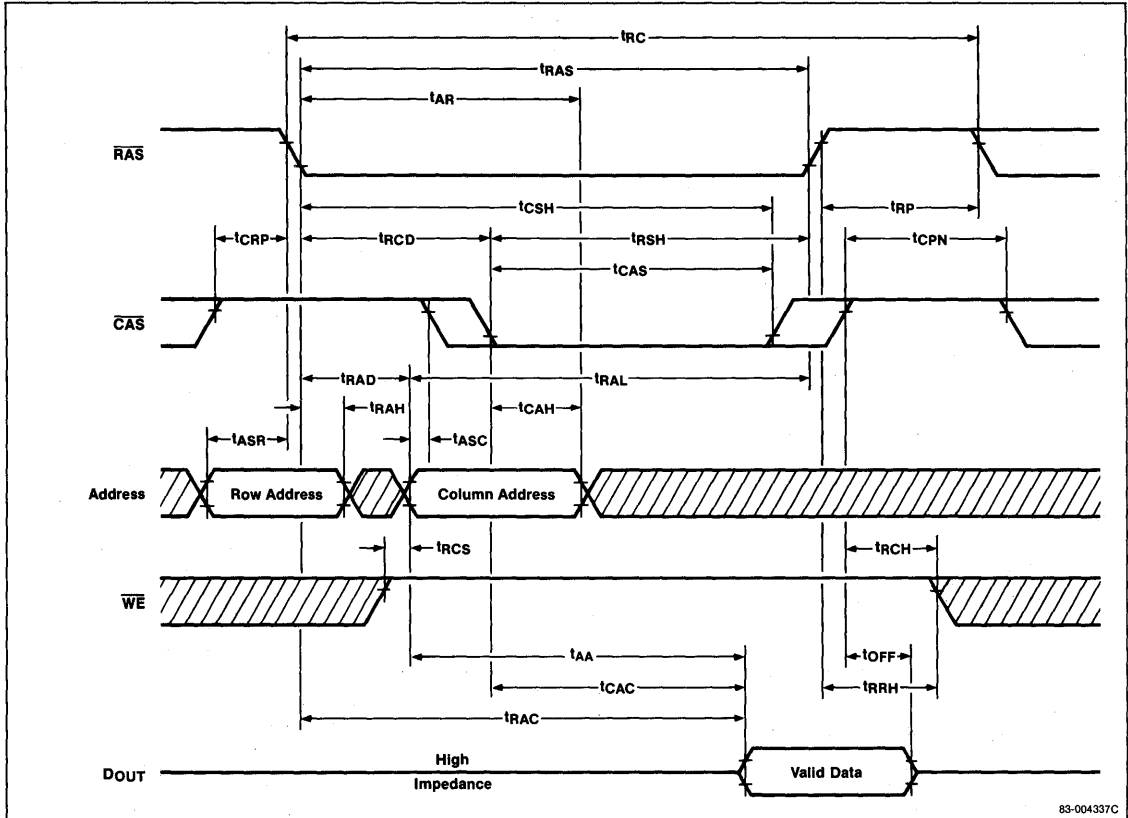 tRC
tRAS
tAR
RAS
tCSH
tRP
tCRP
tRCD
tRSH
tCPN
tCAS
CAS
tRAD
tRAL
tRAH
tCAH
tASR
tASC
Address
Row Address
Column Address
tRCS
tRCH
WE
tAA
tOFF
tCAC
tRRH
tRAC
DOUT
High
Impedance
Valid Data
83-004337C